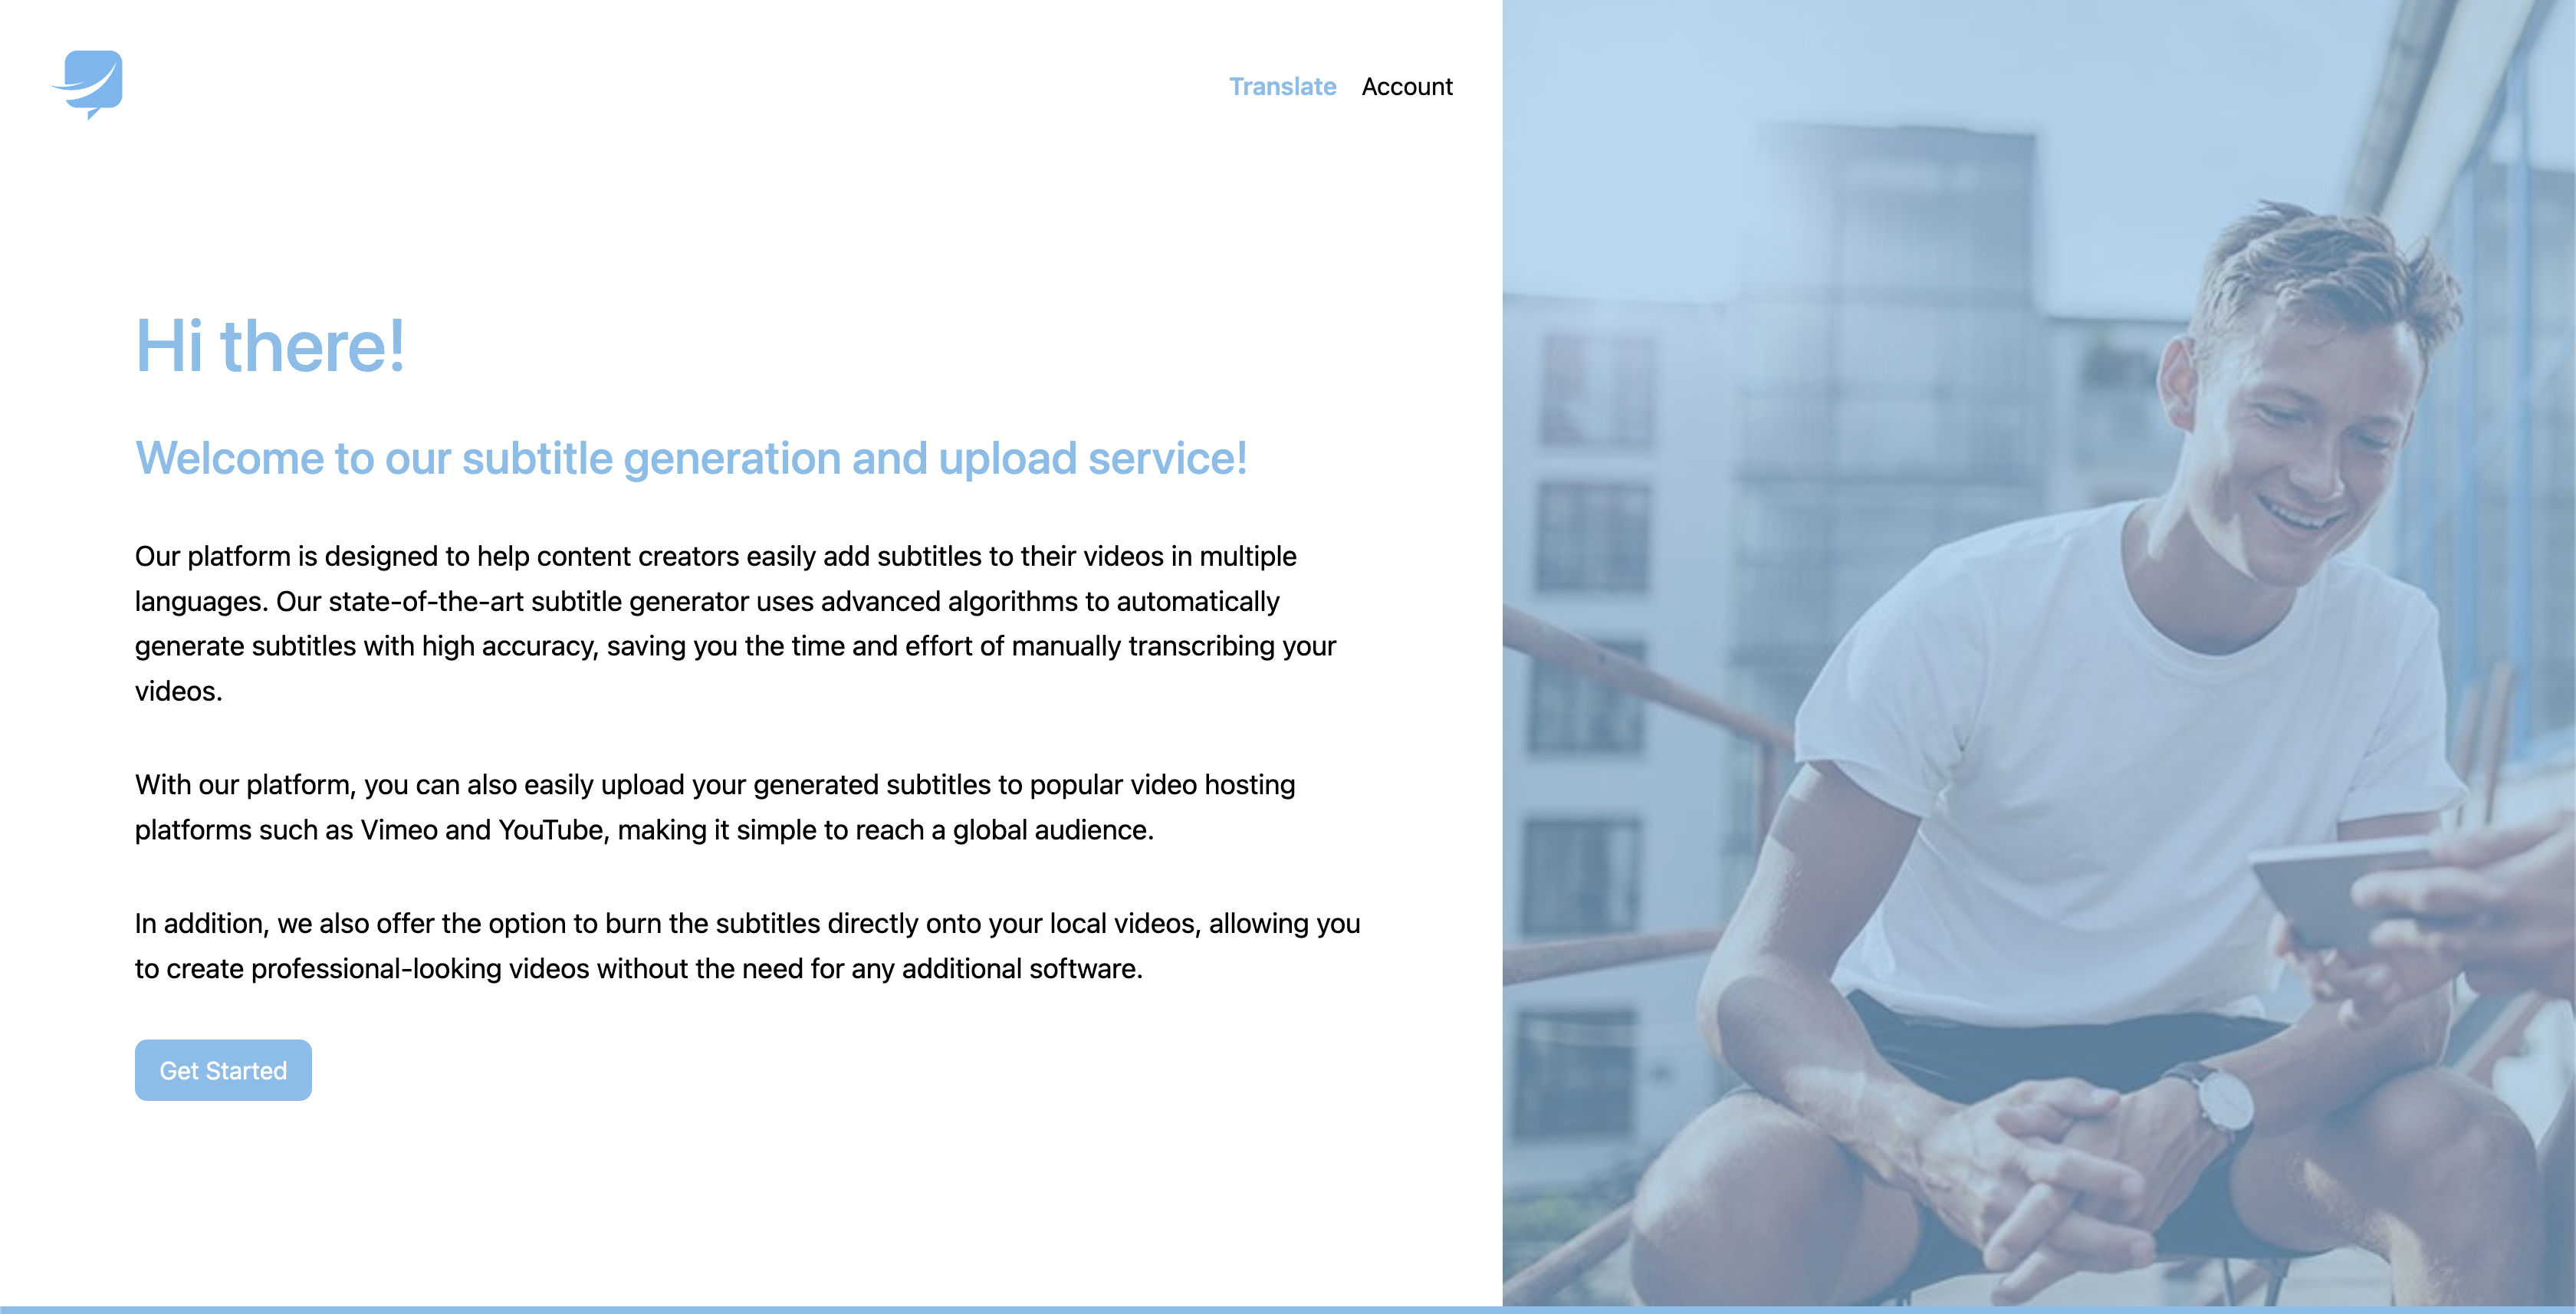 Translate Account
Hi there!
Welcome to our subtitle generation and upload service!
Our platform is designed to help content creators easily add subtitles to their videos in multiple
languages. Our state-of-the-art subtitle generator uses advanced algorithms to automatically
generate subtitles with high accuracy, saving you the time and effort of manually transcribing your
videos.
With our platform, you can also easily upload your generated subtitles to popular video hosting
platforms such as Vimeo and YouTube, making it simple to reach a global audience.
In addition, we also offer the option to burn the subtitles directly onto your local videos, allowing you
to create professional-looking videos without the need for any additional software.
Get Started